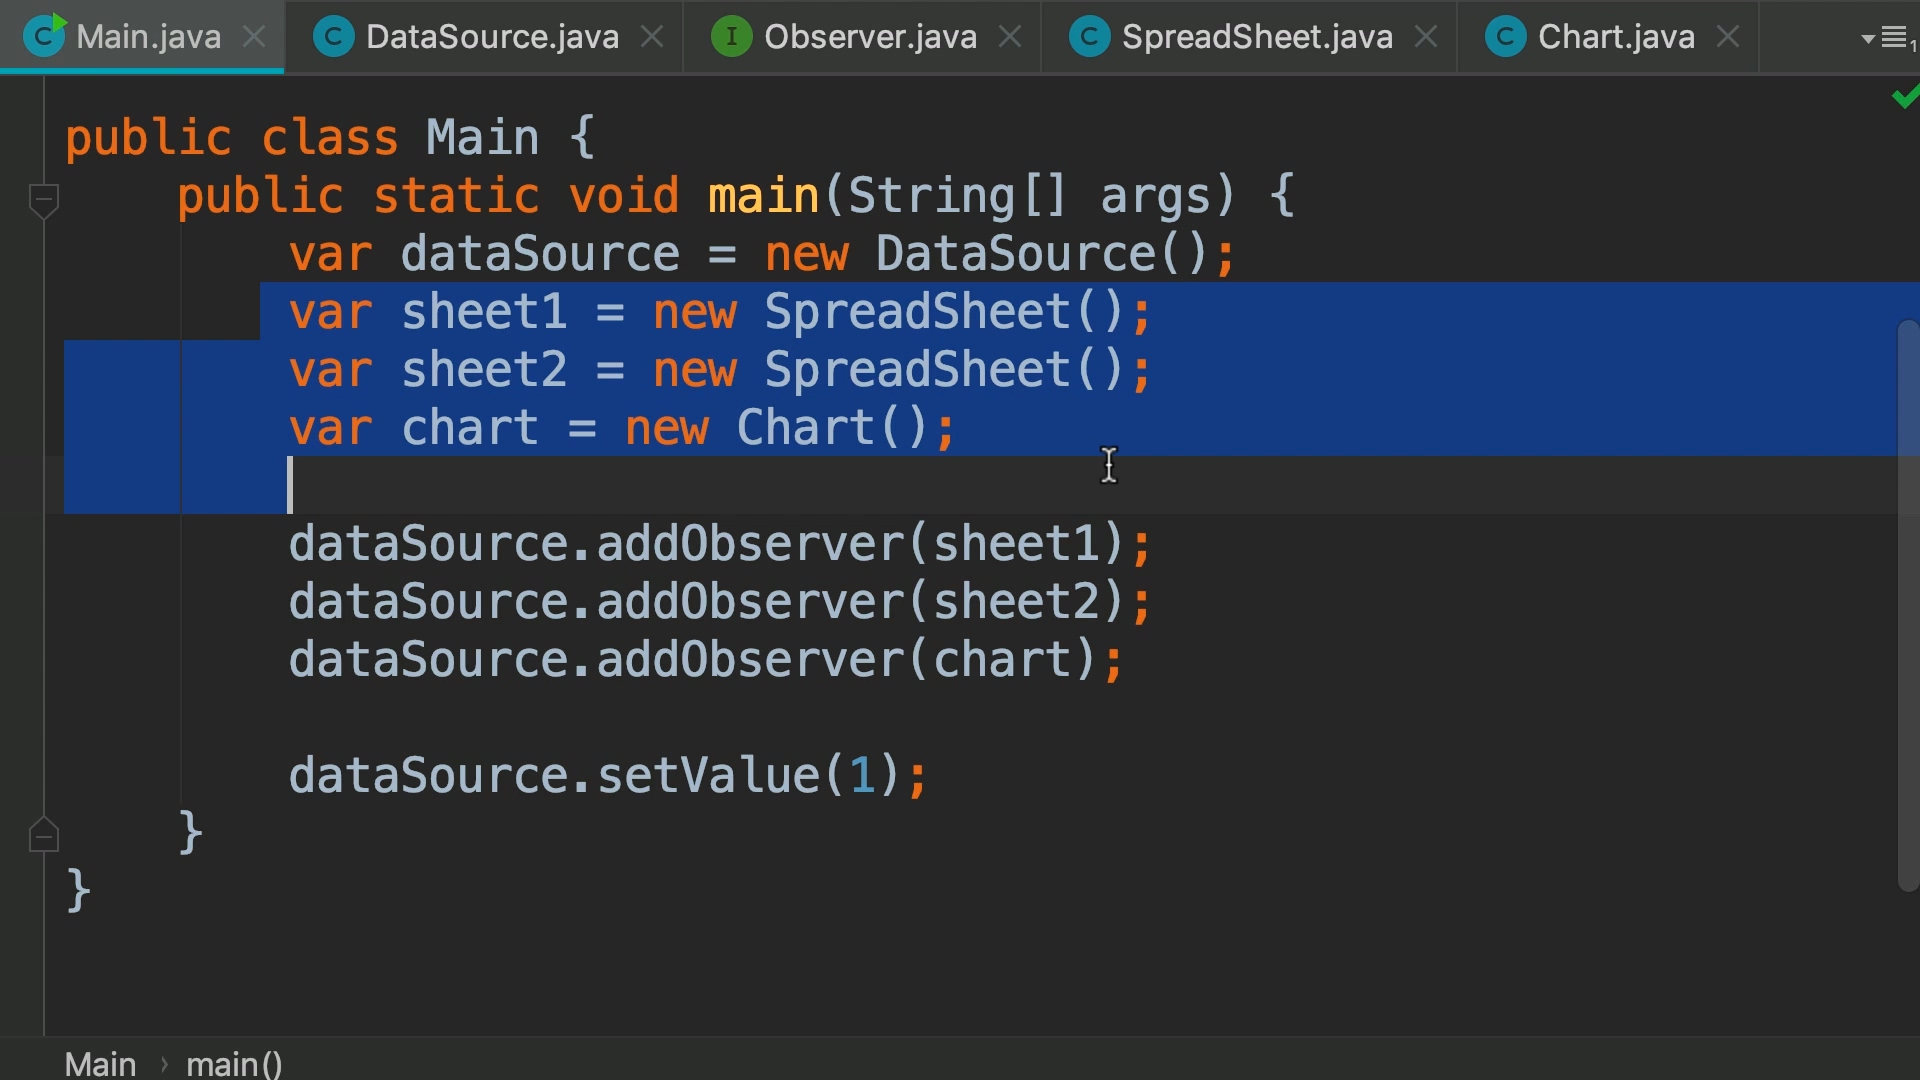 Main.java DataSource.java Observer.java SpreadSheet.java Chart.java
public class Main {
public static void main(String[] args) {
var dataSource = new DataSource();
var sheet1 = new SpreadSheet();
var sheet2 = new SpreadSheet();
var chart = new Chart();
dataSource.addObserver(sheet1);
dataSource.addObserver(sheet2);
dataSource.addObserver(chart);
dataSource.setValue(1);
}
}
Main › main()